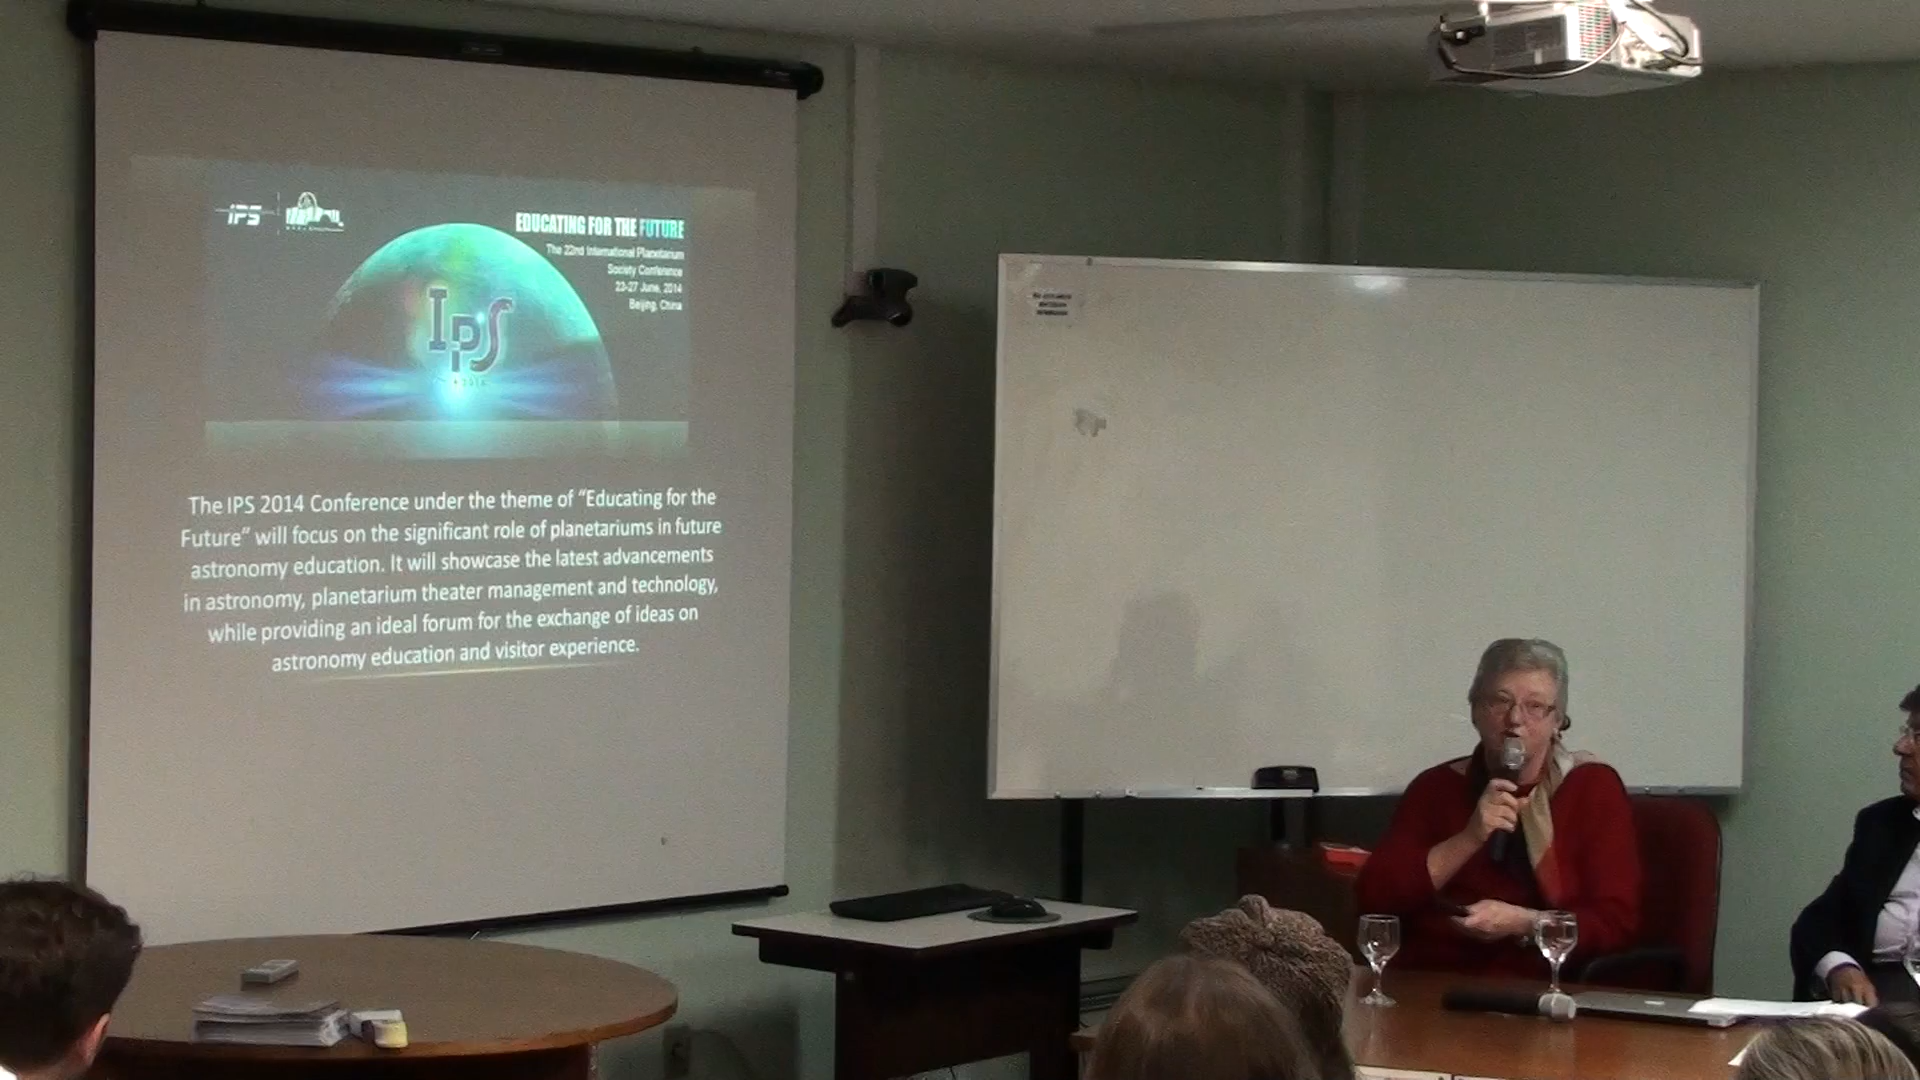 IPS
EDUCATING FOR THE FUTURE
The 22nd International Planetarium
Society Conference
23-27 June, 2014
Beijing, China
IPS
2014
The IPS 2014 Conference under the theme of “Educating for the
Future” will focus on the significant role of planetariums in future
astronomy education. It will showcase the latest advancements
in astronomy, planetarium theater management and technology,
while providing an ideal forum for the exchange of ideas on
astronomy education and visitor experience.